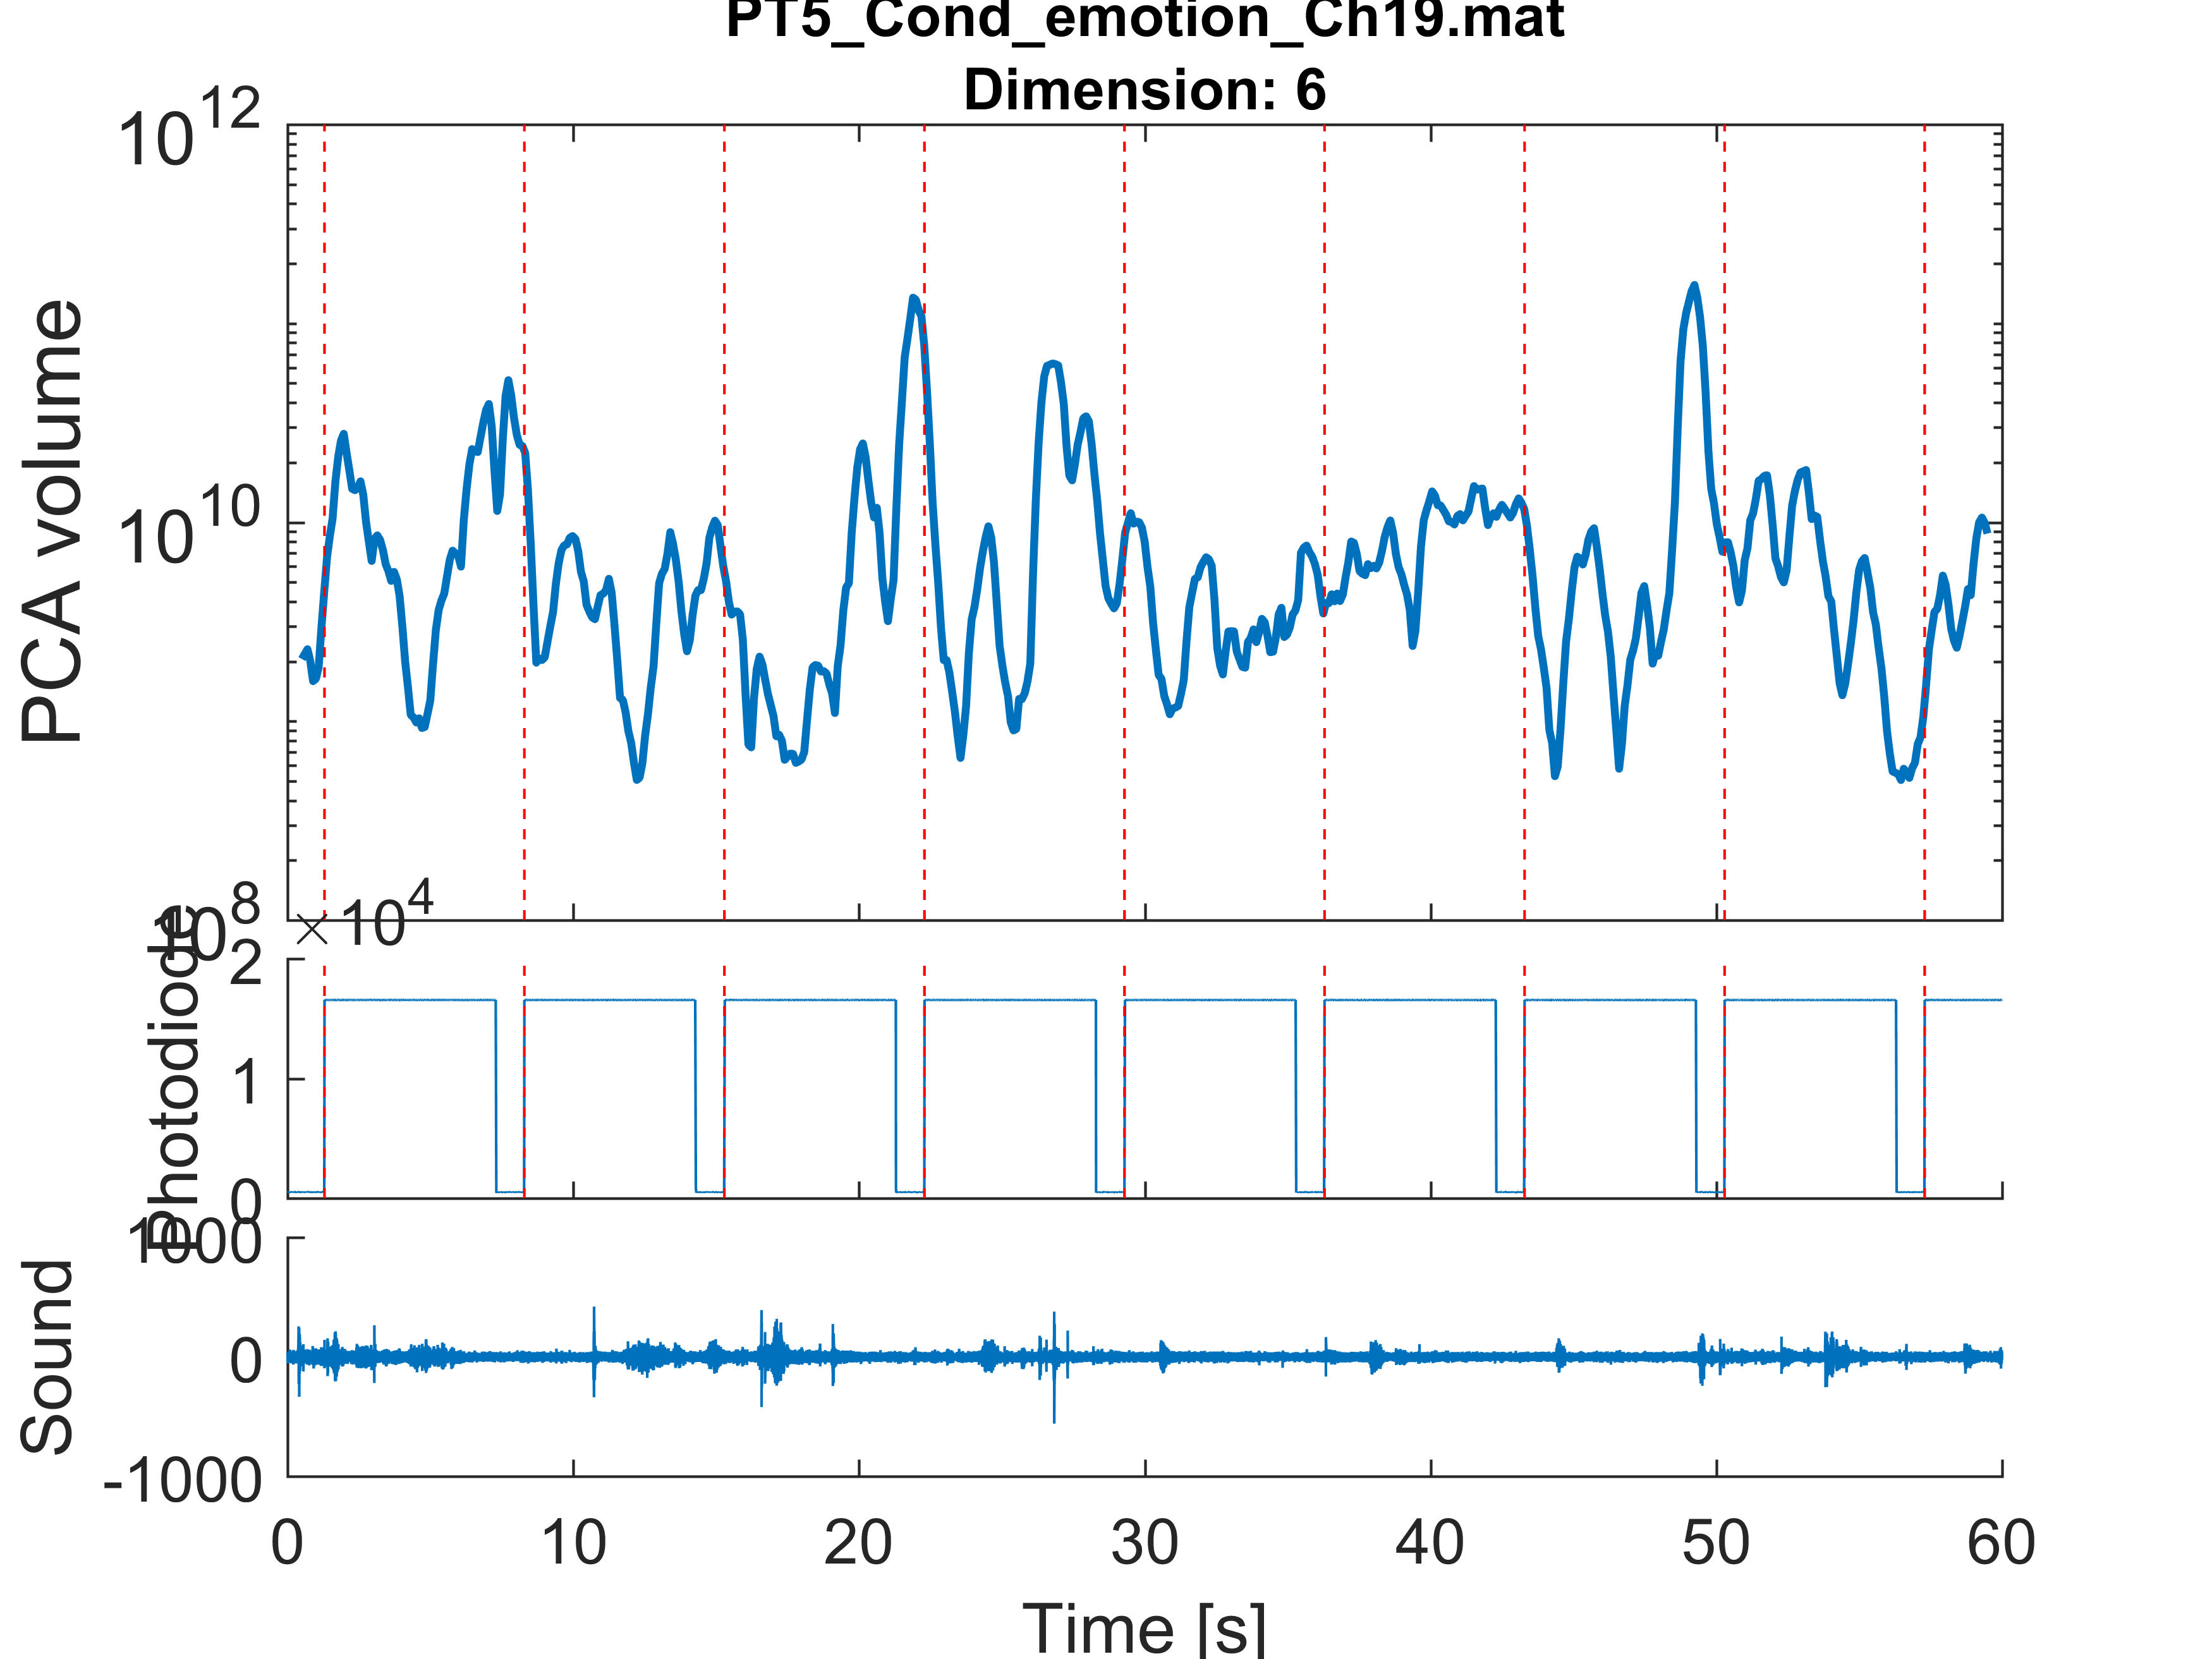 PT5_Cond_emotion_Ch19.mat
Dimension: 6
PCA volume
10^12
10^10
10^8
×10^4
Photodiode
2
1
0
Sound
1000
0
-1000
0 10 20 30 40 50 60
Time [s]